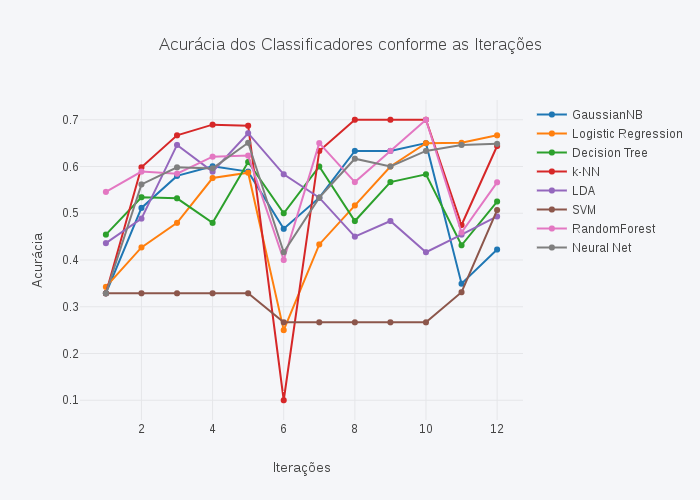 Acurácia dos Classificadores conforme as Iterações
GaussianNB
Logistic Regression
Decision Tree
k-NN
LDA
SVM
RandomForest
Neural Net
0.7
0.6
0.5
0.4
0.3
0.2
0.1
Acurácia
2 4 6 8 10 12
Iterações